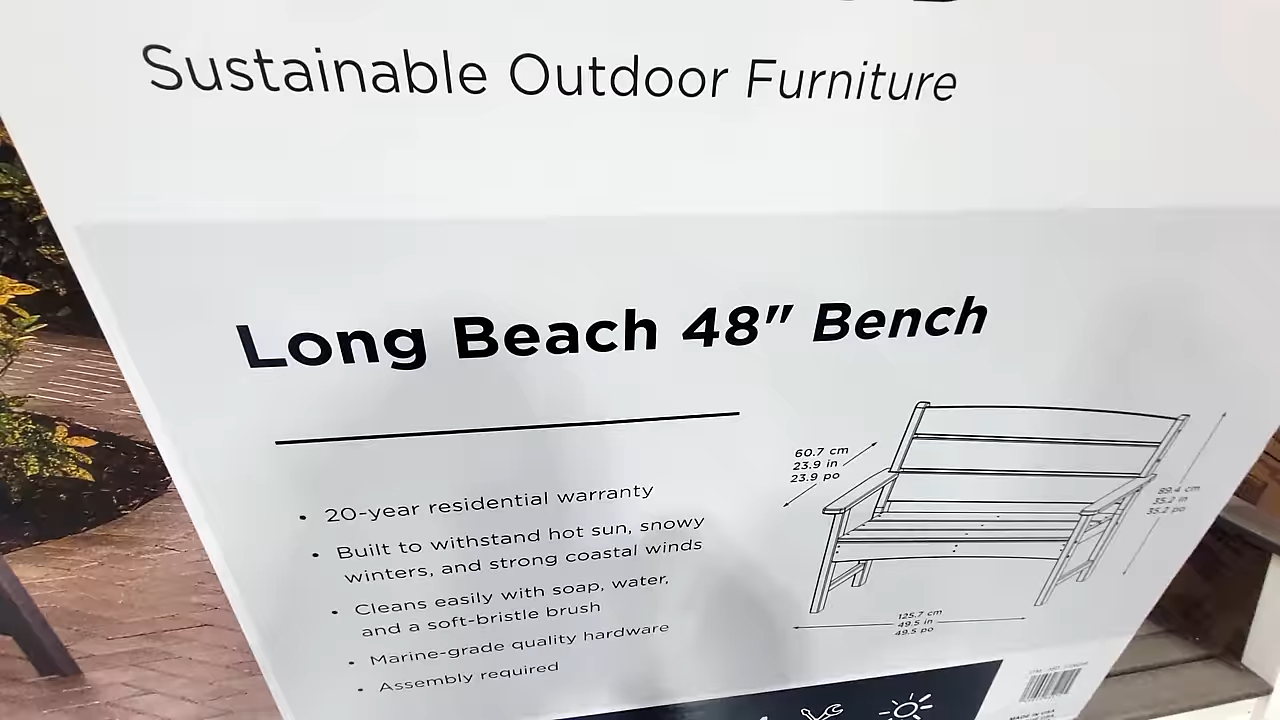 Sustainable Outdoor Furniture
Long Beach 48" Bench
• 20-year residential warranty
• Built to withstand hot sun, snowy
winters, and strong coastal winds
• Cleans easily with soap, water,
and a soft-bristle brush
• Marine-grade quality hardware
• Assembly required
60.7 cm
23.9 in
23.9 po
89.4 cm
35.2 in
35.2 po
125.7 cm
49.5 in
49.5 po
MADE IN USA